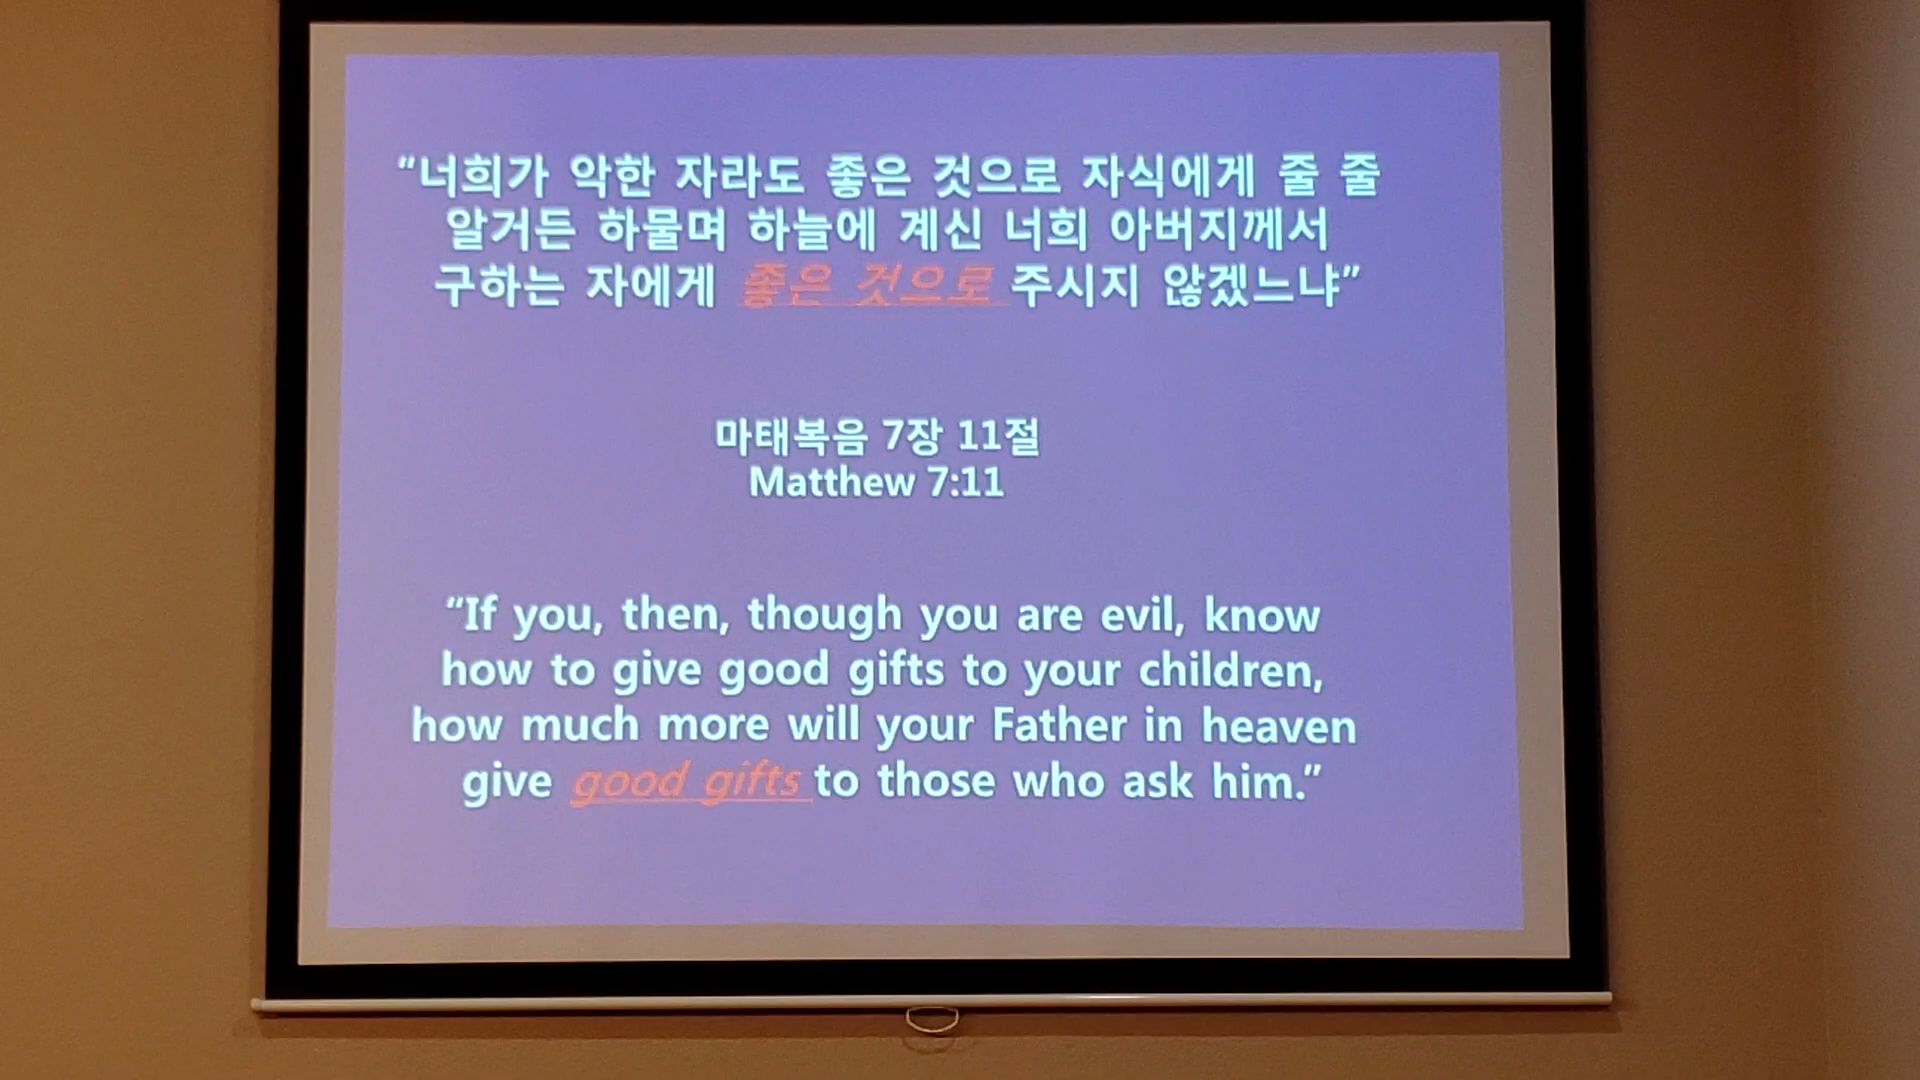 “너희가 악한 자라도 좋은 것으로 자식에게 줄 줄
알거든 하물며 하늘에 계신 너희 아버지께서
구하는 자에게 좋은 것으로 주시지 않겠느냐”
마태복음 7장 11절
Matthew 7:11
“If you, then, though you are evil, know
how to give good gifts to your children,
how much more will your Father in heaven
give good gifts to those who ask him.”